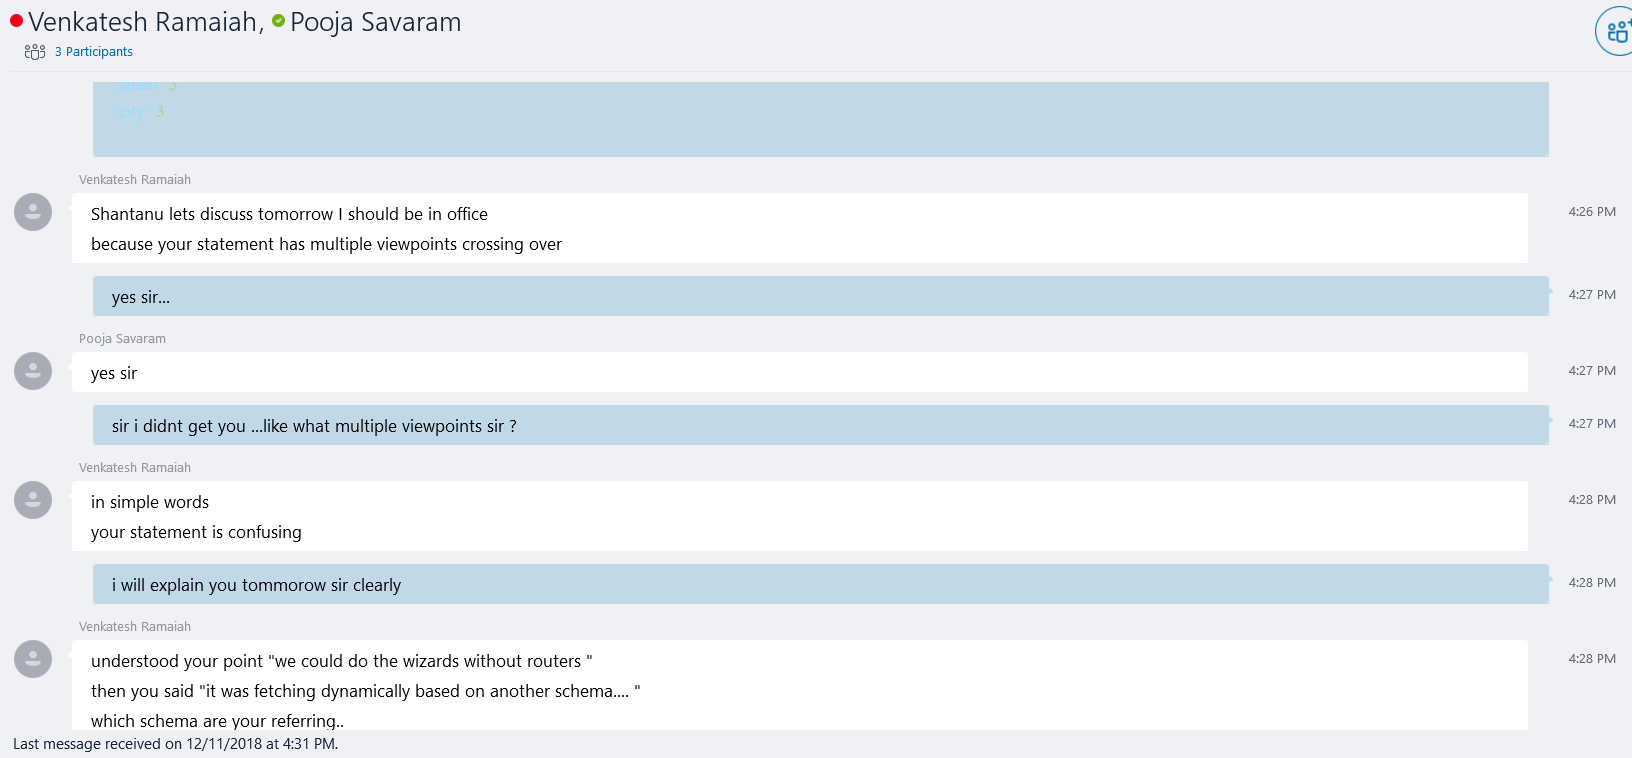 Venkatesh Ramaiah, Pooja Savaram
3 Participants
"street" 3
"city" 3
Venkatesh Ramaiah
Shantanu lets discuss tomorrow I should be in office
4:26 PM
because your statement has multiple viewpoints crossing over
yes sir...
4:27 PM
Pooja Savaram
yes sir
4:27 PM
sir i didnt get you ...like what multiple viewpoints sir ?
4:27 PM
Venkatesh Ramaiah
in simple words
4:28 PM
your statement is confusing
i will explain you tommorow sir clearly
4:28 PM
Venkatesh Ramaiah
understood your point "we could do the wizards without routers "
4:28 PM
then you said "it was fetching dynamically based on another schema.... "
which schema are your referring..
Last message received on 12/11/2018 at 4:31 PM.